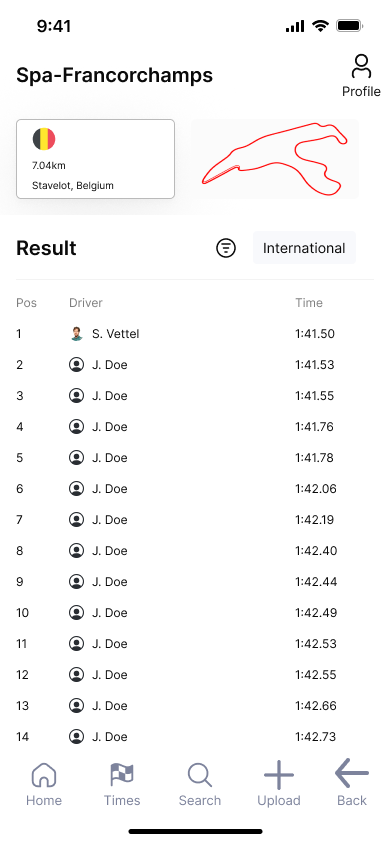 9:41
Spa-Francorchamps
Profile
7.04km
Stavelot, Belgium
Result
International
Pos Driver Time
1 S. Vettel 1:41.50
2 J. Doe 1:41.53
3 J. Doe 1:41.55
4 J. Doe 1:41.76
5 J. Doe 1:41.78
6 J. Doe 1:42.06
7 J. Doe 1:42.19
8 J. Doe 1:42.40
9 J. Doe 1:42.44
10 J. Doe 1:42.49
11 J. Doe 1:42.53
12 J. Doe 1:42.55
13 J. Doe 1:42.66
14 J. Doe 1:42.73
Home Times Search Upload Back